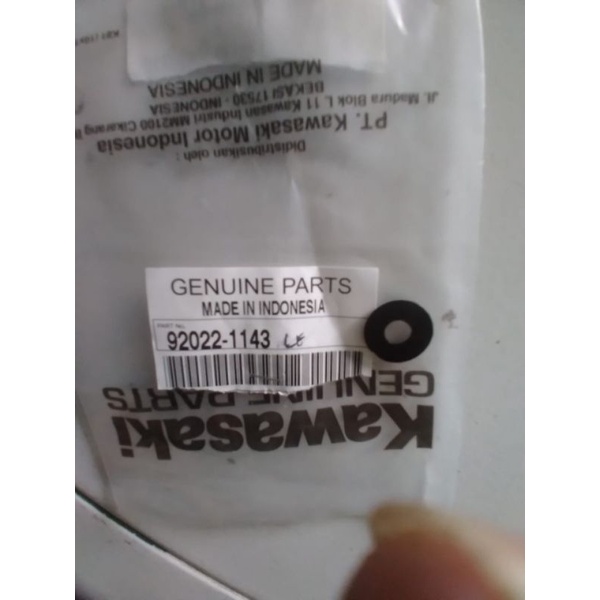 GENUINE PARTS
MADE IN INDONESIA
PART No.
92022-1143
Kawasaki
GENUINE PARTS
Didistribusikan oleh :
PT. Kawasaki Motor Indonesia
Jl. Madura Blok L 11 Kawasan Industri MM2100 Cikarang
BEKASI 17530 - INDONESIA
MADE IN INDONESIA